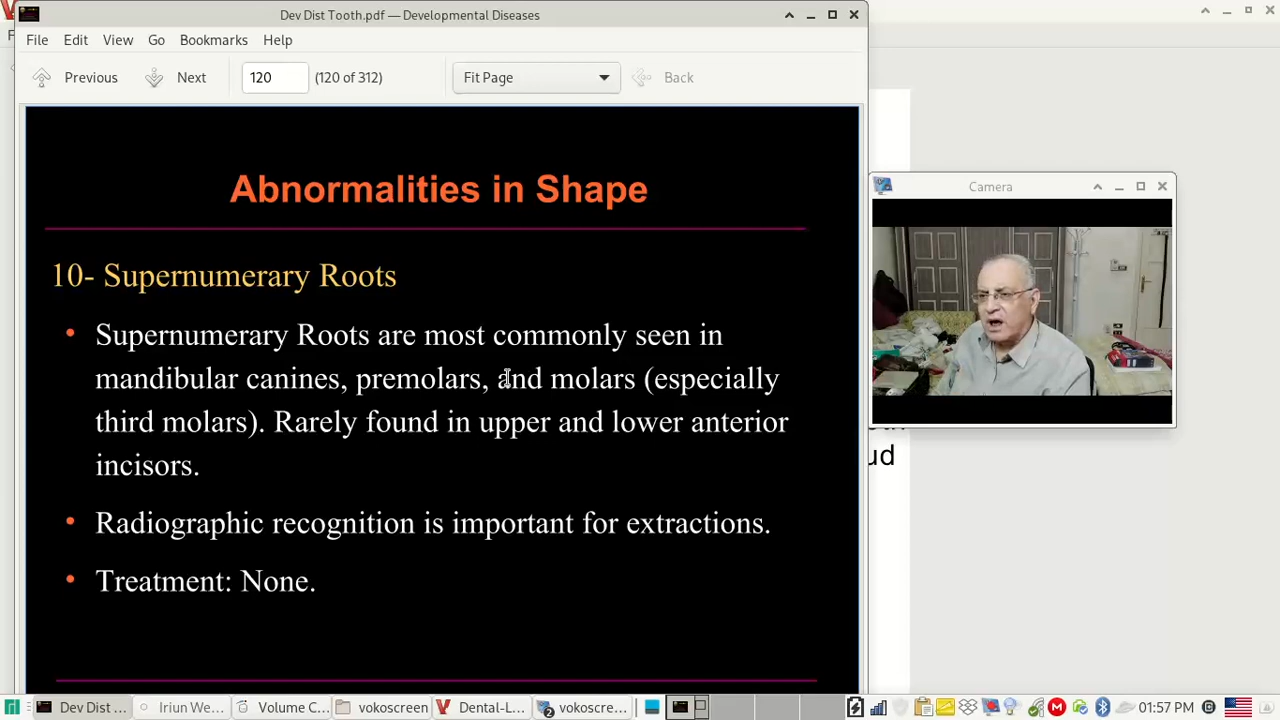 Dev Dist Tooth.pdf — Developmental Diseases
File Edit View Go Bookmarks Help
Previous Next 120 (120 of 312) Fit Page Back
Abnormalities in Shape
Camera
10- Supernumerary Roots
Supernumerary Roots are most commonly seen in
mandibular canines, premolars, and molars (especially
third molars). Rarely found in upper and lower anterior
incisors.
ud
Radiographic recognition is important for extractions.
Treatment: None.
Dev Dist ... Iriun We... Volume C... vokoscreen Dental-L... vokoscre... 01:57 PM